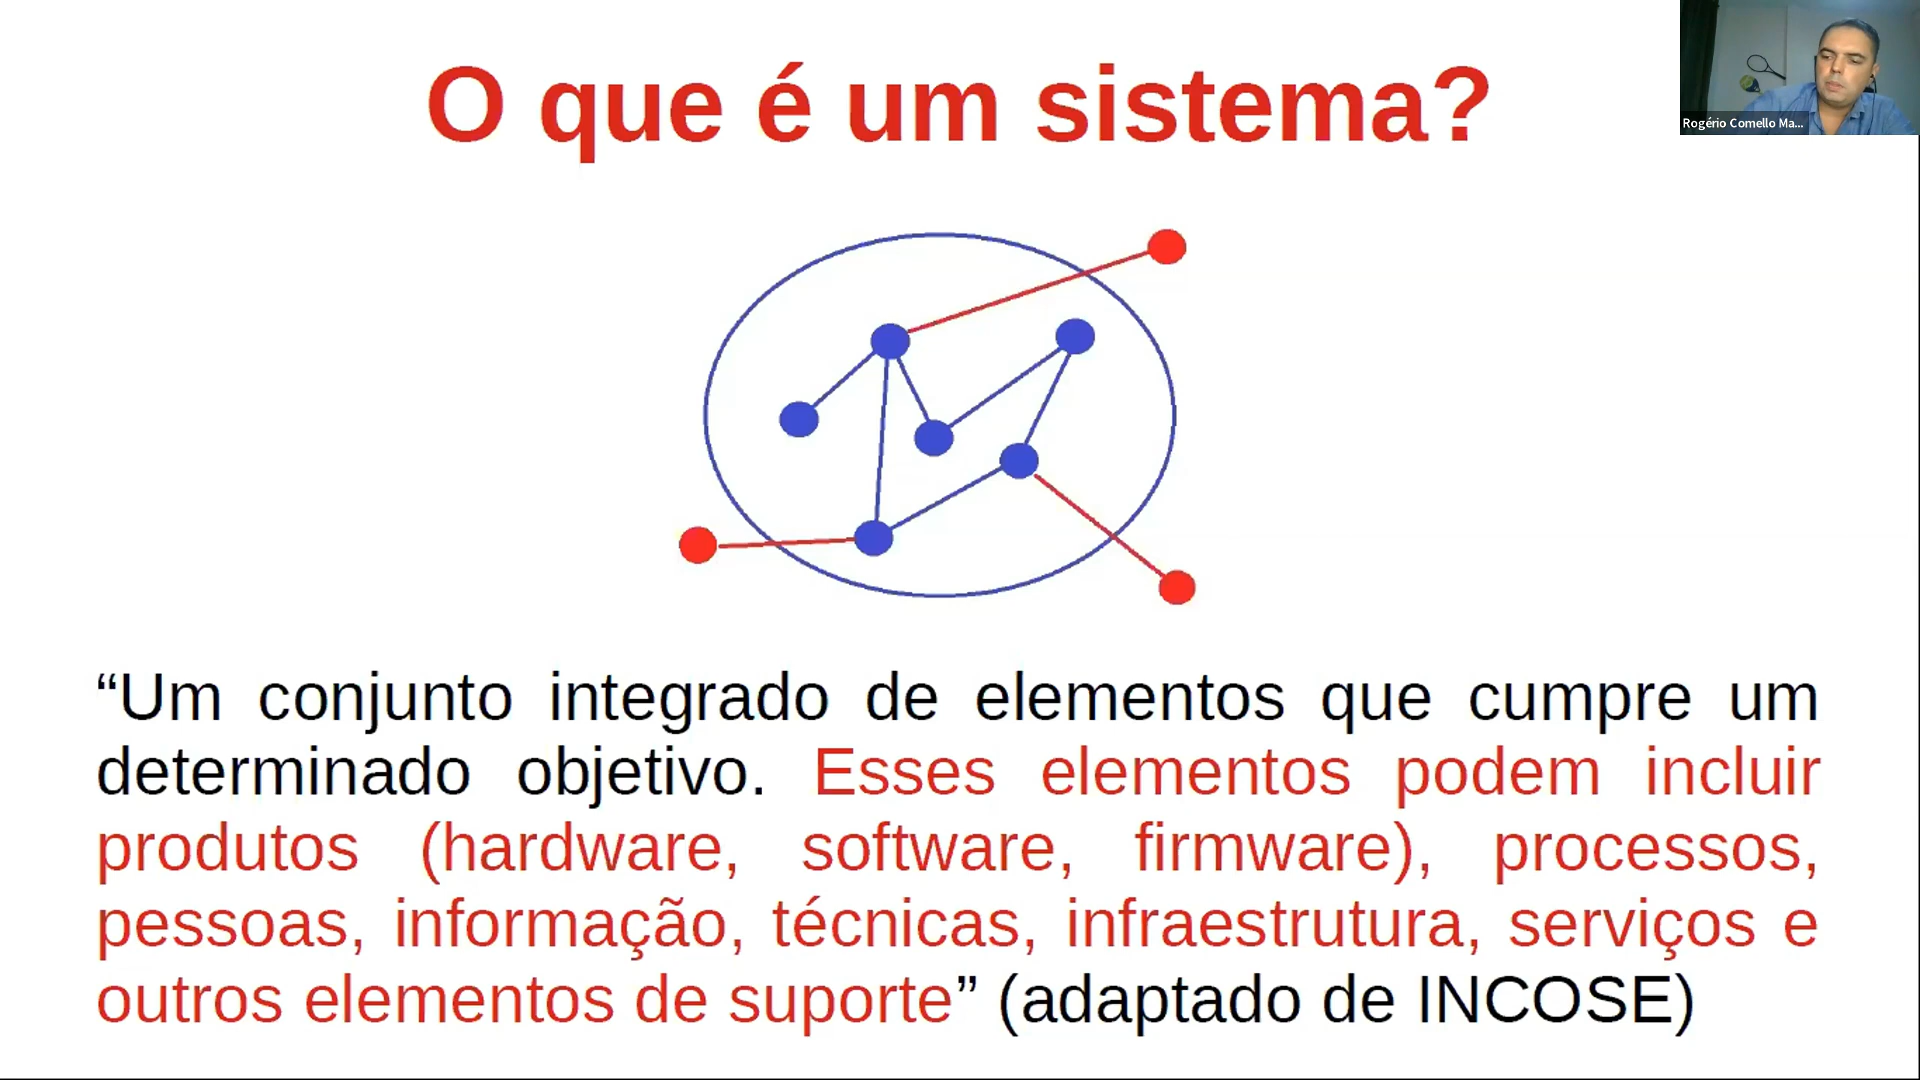 O que é um sistema?
Rogério Comello Ma...
“Um conjunto integrado de elementos que cumpre um
determinado objetivo. Esses elementos podem incluir
produtos (hardware, software, firmware), processos,
pessoas, informação, técnicas, infraestrutura, serviços e
outros elementos de suporte” (adaptado de INCOSE)